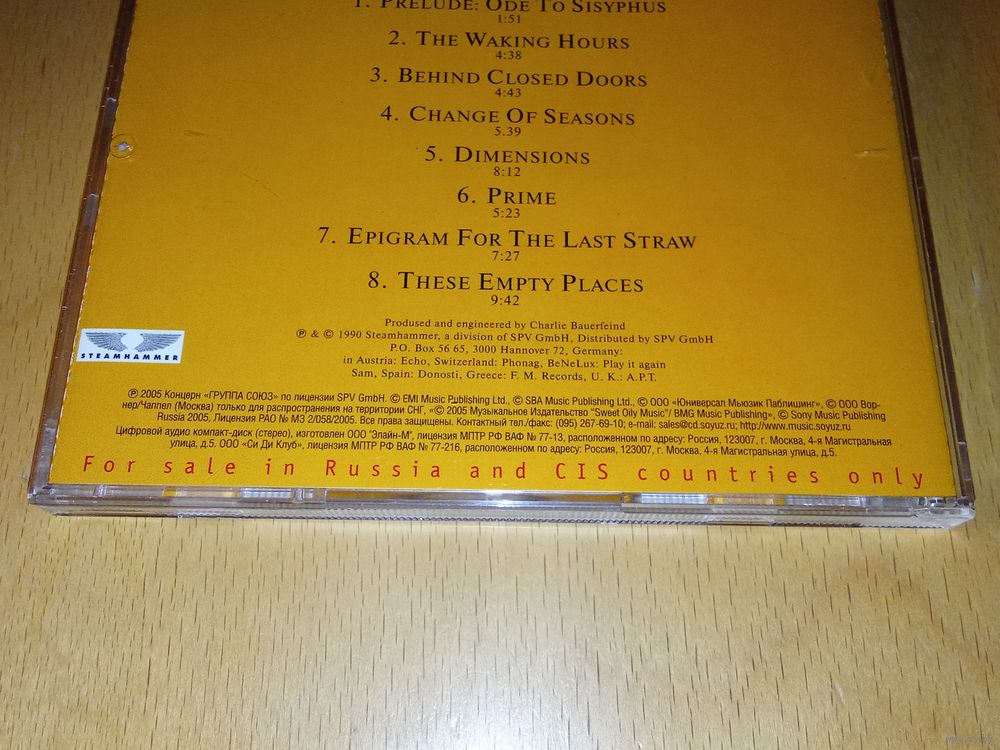 1. PRELUDE: ODE TO SISYPHUS
1:51
2. THE WAKING HOURS
4:38
3. BEHIND CLOSED DOORS
4:43
4. CHANGE OF SEASONS
5.39
5. DIMENSIONS
8:12
6. PRIME
5:23
7. EPIGRAM FOR THE LAST STRAW
7:27
8. THESE EMPTY PLACES
9:42
Prodused and engineered by Charlie Bauerfeind
℗ & © 1990 Steamhammer, a division of SPV GmbH, Distributed by SPV GmbH
P.O. Box 56 65, 3000 Hannover 72, Germany:
in Austria: Echo, Switzerland: Phonag, BeNeLux: Play it again
Sam, Spain: Donosti, Greece: F. M. Records, U. K.: A.P.T.
STEAMHAMMER
℗ 2005 Концерн «ГРУППА СОЮЗ» по лицензии SPV GmbH. © EMI Music Publishing Ltd., © SBA Music Publishing Ltd., © ООО «Юниверсал Мьюзик Паблишинг», © ООО Вор-
нер/Чаппел (Москва) только для распространения на территории СНГ, «© 2005 Музыкальное Издательство "Sweet Oily Music"/ BMG Music Publishing», © Sony Music Publishing
Russia 2005, Лицензия РАО № МЗ 2/058/2005. Все права защищены. Контактный тел./факс: (095) 267-69-10; e-mail: sales@cd.soyuz.ru; http://www.music.soyuz.ru
Цифровой аудио компакт-диск (стерео), изготовлен ООО "Элайн-М", лицензия МПТР РФ ВАФ № 77-13, расположенном по адресу: Россия, 123007, г. Москва, 4-я Магистральная
улица, д.5. ООО «Си Ди Клуб», лицензия МПТР РФ ВАФ № 77-216, расположенном по адресу: Россия, 123007, г. Москва, 4-я Магистральная улица, д.5.
For sale in Russia and CIS countries only